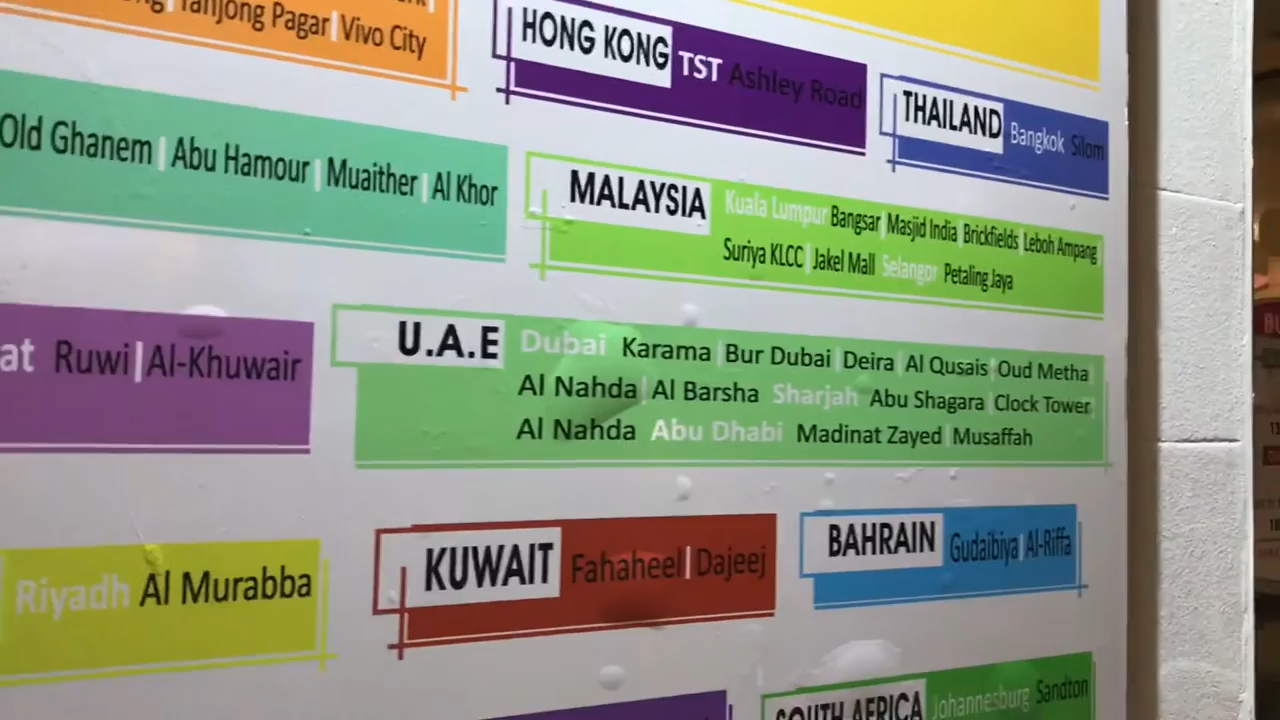 Tanjong Pagar | Vivo City
HONG KONG TST Ashley Road
THAILAND Bangkok Silom
Old Ghanem | Abu Hamour | Muaither | Al Khor
MALAYSIA Kuala Lumpur Bangsar | Masjid India | Brickfields | Leboh Ampang |
Suriya KLCC | Jakel Mall Selangor Petaling Jaya
at Ruwi | Al-Khuwair
U.A.E Dubai Karama | Bur Dubai | Deira | Al Qusais | Oud Metha |
Al Nahda | Al Barsha Sharjah Abu Shagara | Clock Tower |
Al Nahda Abu Dhabi Madinat Zayed | Musaffah
Riyadh Al Murabba
KUWAIT Fahaheel | Dajeej
BAHRAIN Gudaibiya | Al-Riffa
SOUTH AFRICA Johannesburg Sandton